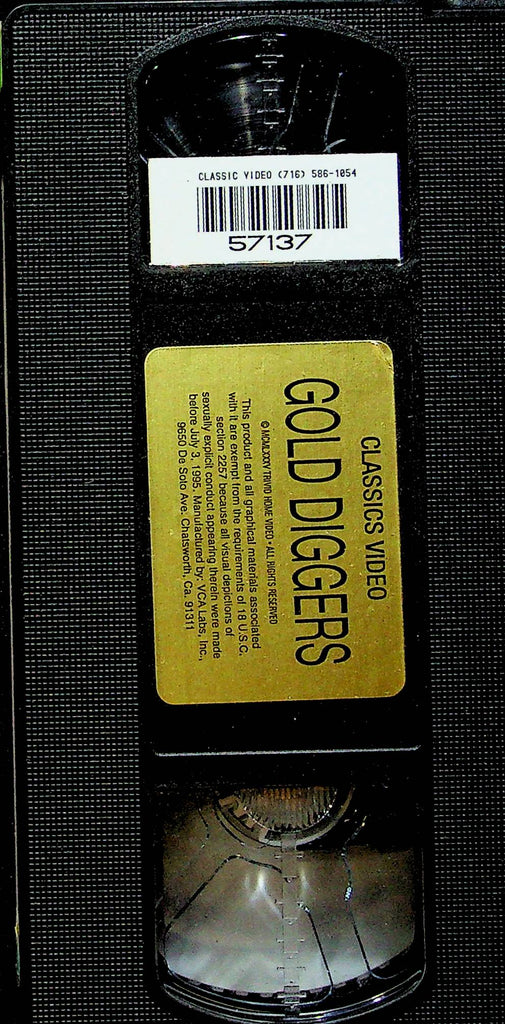 CLASSIC VIDEO (716) 586-1054
57137
CLASSICS VIDEO
GOLD DIGGERS
© MCMLXXXV TRIVID HOME VIDEO • ALL RIGHTS RESERVED
This product and all graphical materials associated
with it are exempt from the requirements of 18 U.S.C.
section 2257 because all visual depictions of
sexually explicit conduct appearing therein were made
before July 3, 1995. Manufactured by: VCA Labs, Inc.,
9650 De Soto Ave. Chatsworth, Ca. 91311